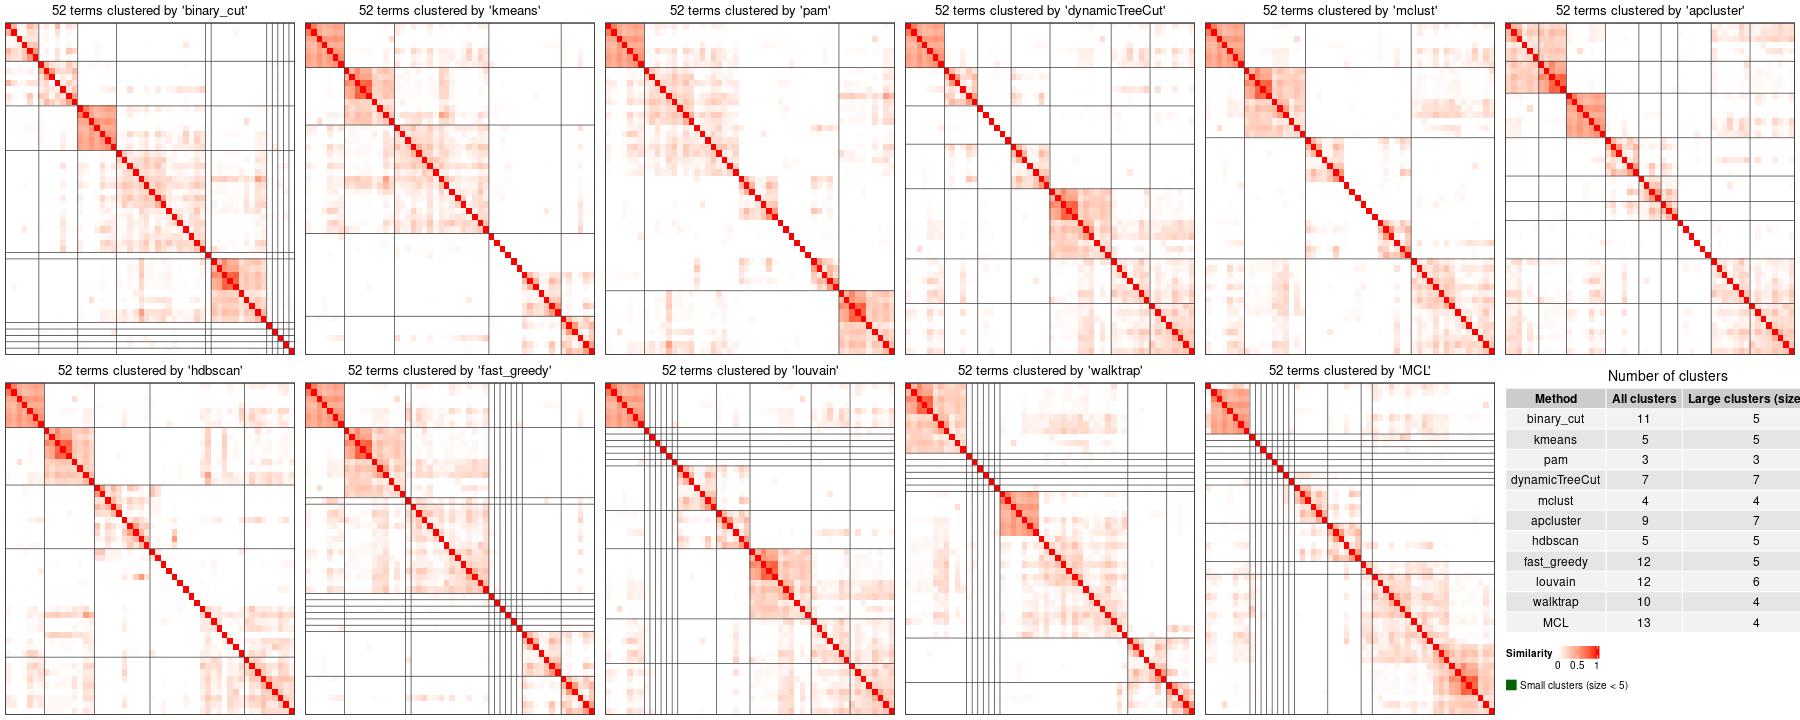 52 terms clustered by 'binary_cut'
52 terms clustered by 'kmeans'
52 terms clustered by 'pam'
52 terms clustered by 'dynamicTreeCut'
52 terms clustered by 'mclust'
52 terms clustered by 'apcluster'
52 terms clustered by 'hdbscan'
52 terms clustered by 'fast_greedy'
52 terms clustered by 'louvain'
52 terms clustered by 'walktrap'
52 terms clustered by 'MCL'
Number of clusters
Method All clusters Large clusters (size
binary_cut 11 5
kmeans 5 5
pam 3 3
dynamicTreeCut 7 7
mclust 4 4
apcluster 9 7
hdbscan 5 5
fast_greedy 12 5
louvain 12 6
walktrap 10 4
MCL 13 4
Similarity
0 0.5 1
Small clusters (size < 5)